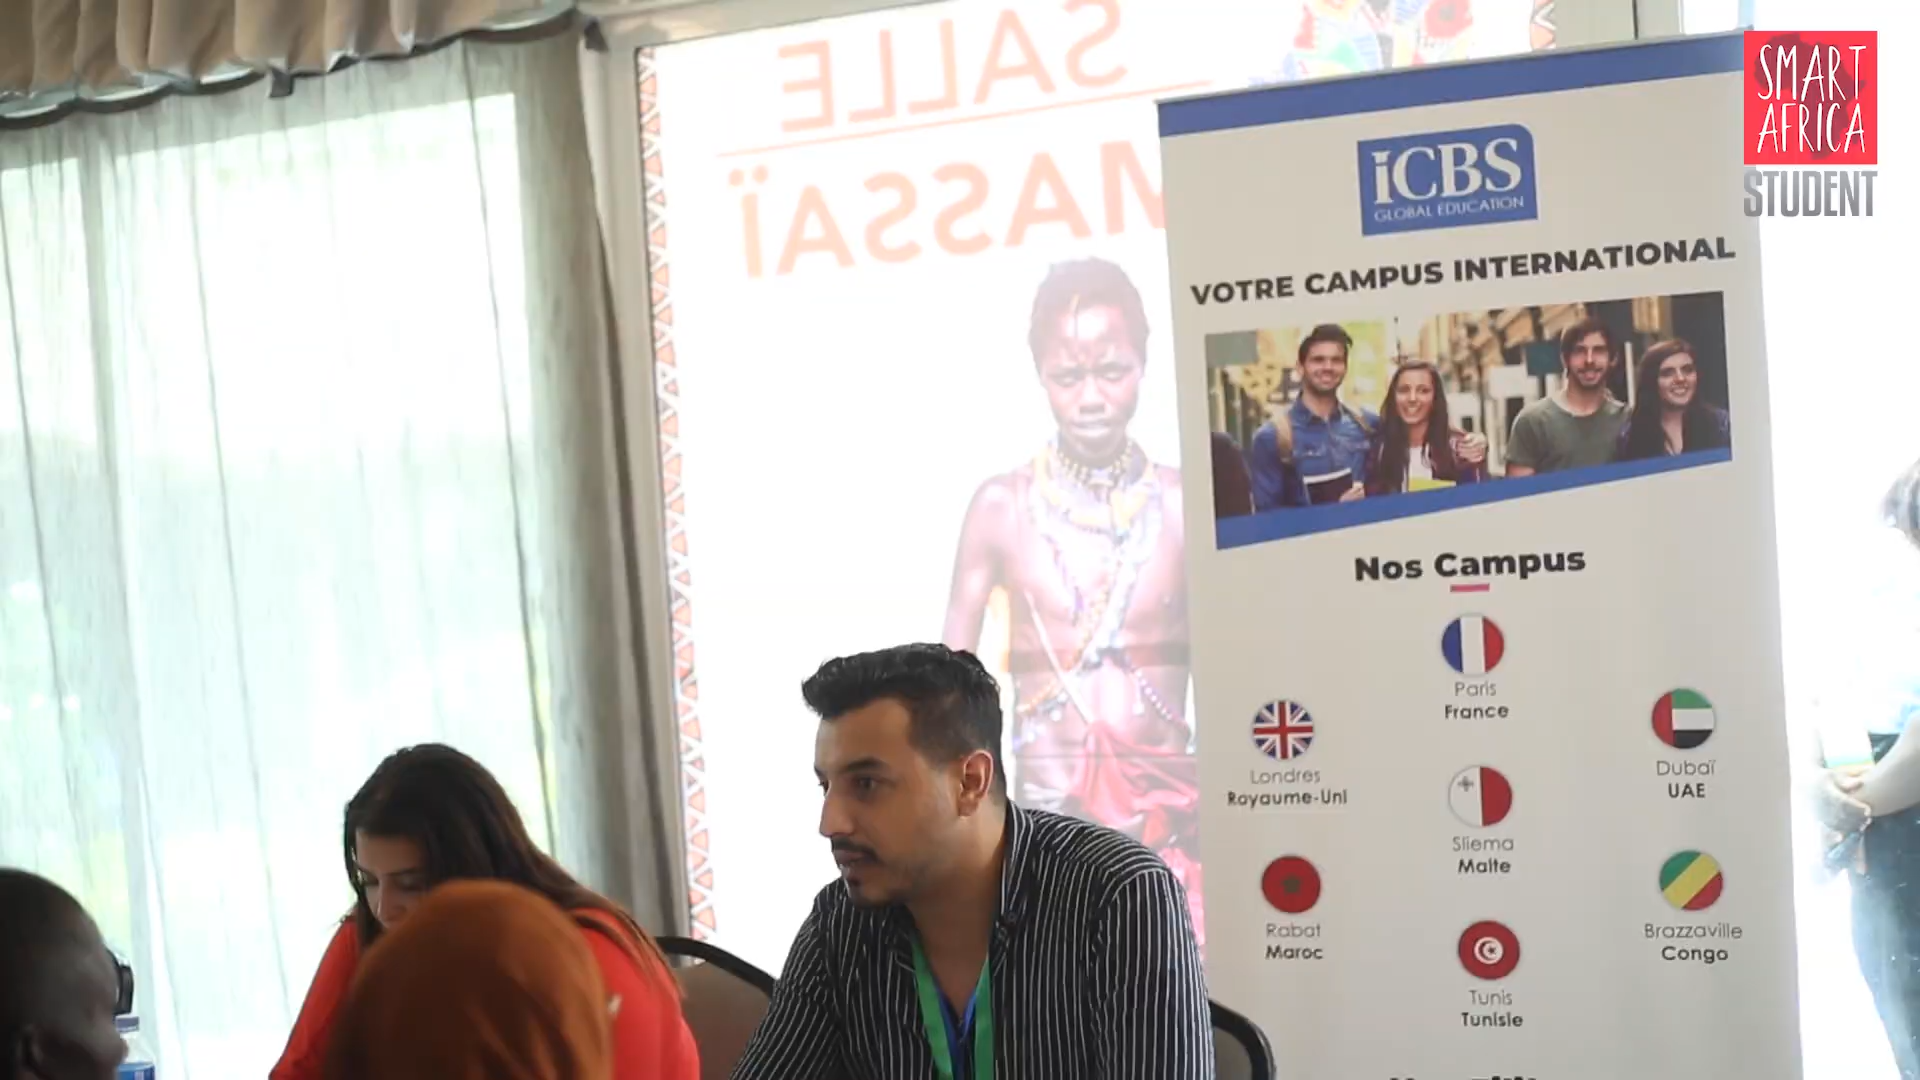 SALLE
MASSAÏ
iCBS
GLOBAL EDUCATION
VOTRE CAMPUS INTERNATIONAL
Nos Campus
Paris
France
Londres
Royaume-Uni
Dubaï
UAE
Sliema
Malte
Rabat
Maroc
Brazzaville
Congo
Tunis
Tunisie
SMART
AFRICA
STUDENT